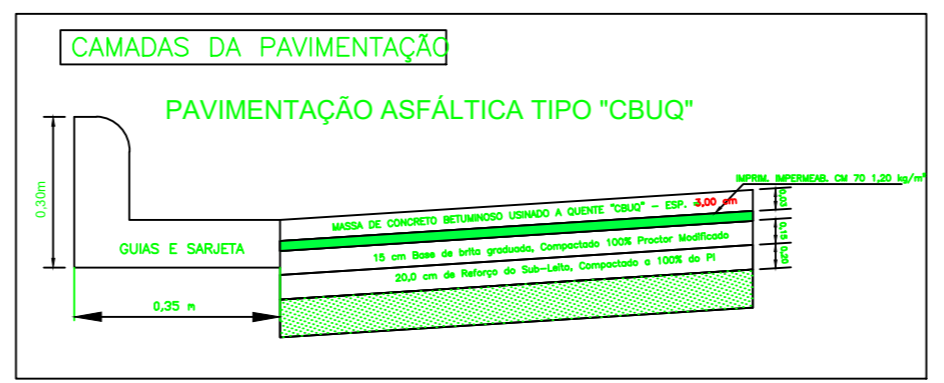 CAMADAS DA PAVIMENTAÇÃO
PAVIMENTAÇÃO ASFÁLTICA TIPO "CBUQ"
IMPRIM. IMPERMEAB. CM 70 1,20 kg/m²
0,30m
MASSA DE CONCRETO BETUMINOSO USINADO A QUENTE "CBUQ" - ESP. = 3,00 cm
0,03
GUIAS E SARJETA
15 cm Base de brita graduada, Compactado 100% Proctor Modificado
0,15
20,0 cm de Reforço do Sub-Leito, Compactado a 100% do PI
0,20
0,35 m